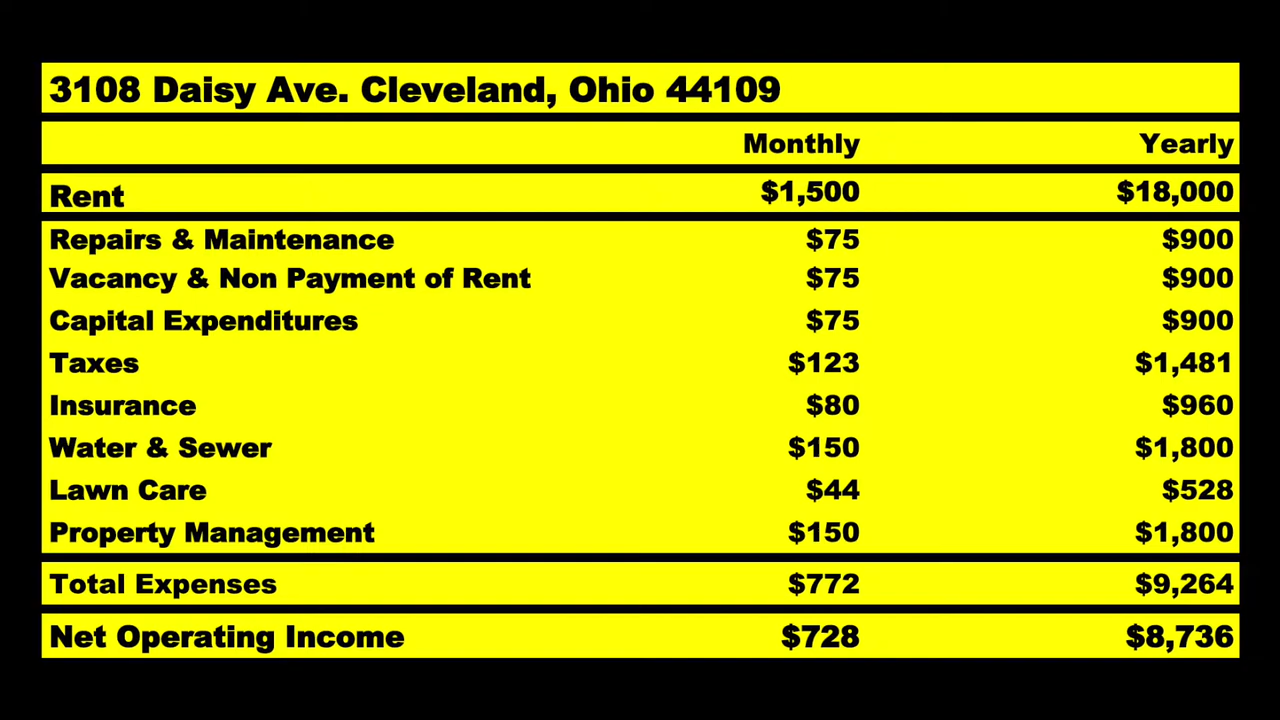 3108 Daisy Ave. Cleveland, Ohio 44109
Monthly Yearly
Rent $1,500 $18,000
Repairs & Maintenance $75 $900
Vacancy & Non Payment of Rent $75 $900
Capital Expenditures $75 $900
Taxes $123 $1,481
Insurance $80 $960
Water & Sewer $150 $1,800
Lawn Care $44 $528
Property Management $150 $1,800
Total Expenses $772 $9,264
Net Operating Income $728 $8,736